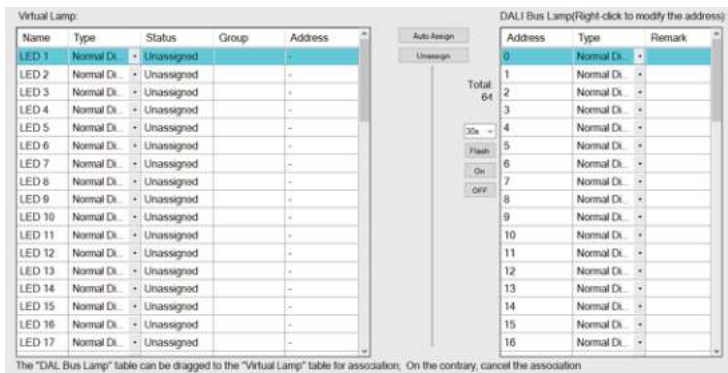 Virtual Lamp:
DALI Bus Lamp(Right-click to modify the address)
Name Type Status Group Address
Auto Assign
Address Type Remark
LED 1 Normal Di... Unassigned -
Unassign
0 Normal Di...
LED 2 Normal Di... Unassigned -
1 Normal Di...
LED 3 Normal Di... Unassigned -
Total
64
2 Normal Di...
LED 4 Normal Di... Unassigned -
3 Normal Di...
LED 5 Normal Di... Unassigned -
30s
4 Normal Di...
LED 6 Normal Di... Unassigned -
Flash
5 Normal Di...
LED 7 Normal Di... Unassigned -
On
6 Normal Di...
LED 8 Normal Di... Unassigned -
OFF
7 Normal Di...
LED 9 Normal Di... Unassigned -
8 Normal Di...
LED 10 Normal Di... Unassigned -
9 Normal Di...
LED 11 Normal Di... Unassigned -
10 Normal Di...
LED 12 Normal Di... Unassigned -
11 Normal Di...
LED 13 Normal Di... Unassigned -
12 Normal Di...
LED 14 Normal Di... Unassigned -
13 Normal Di...
LED 15 Normal Di... Unassigned -
14 Normal Di...
LED 16 Normal Di... Unassigned -
15 Normal Di...
LED 17 Normal Di... Unassigned -
16 Normal Di...
The "DAL Bus Lamp" table can be dragged to the "Virtual Lamp" table for association; On the contrary, cancel the association